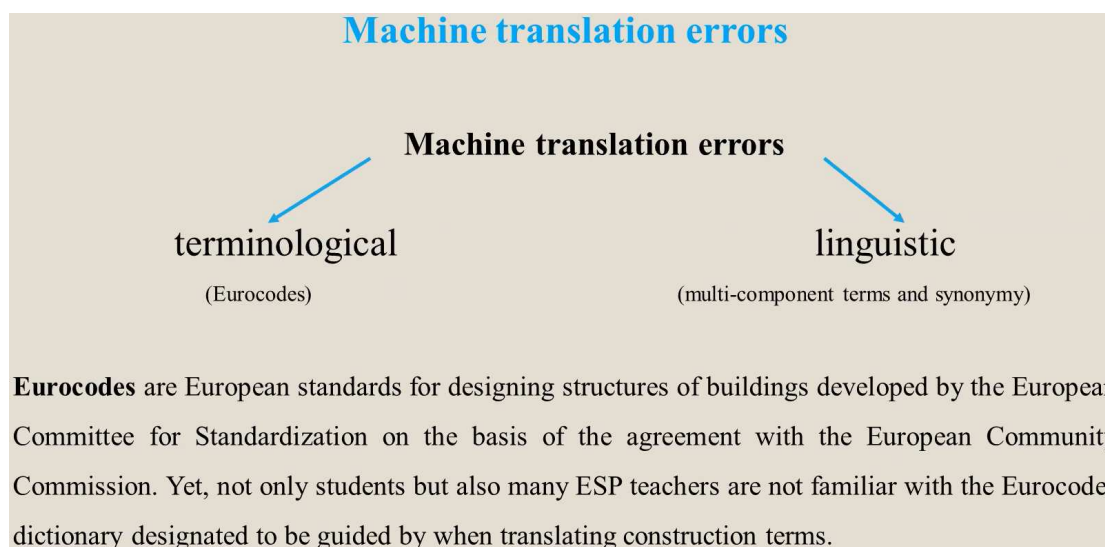 Machine translation errors
Machine translation errors
terminological
linguistic
(Eurocodes)
(multi-component terms and synonymy)
Eurocodes are European standards for designing structures of buildings developed by the European
Committee for Standardization on the basis of the agreement with the European Community
Commission. Yet, not only students but also many ESP teachers are not familiar with the Eurocode
dictionary designated to be guided by when translating construction terms.